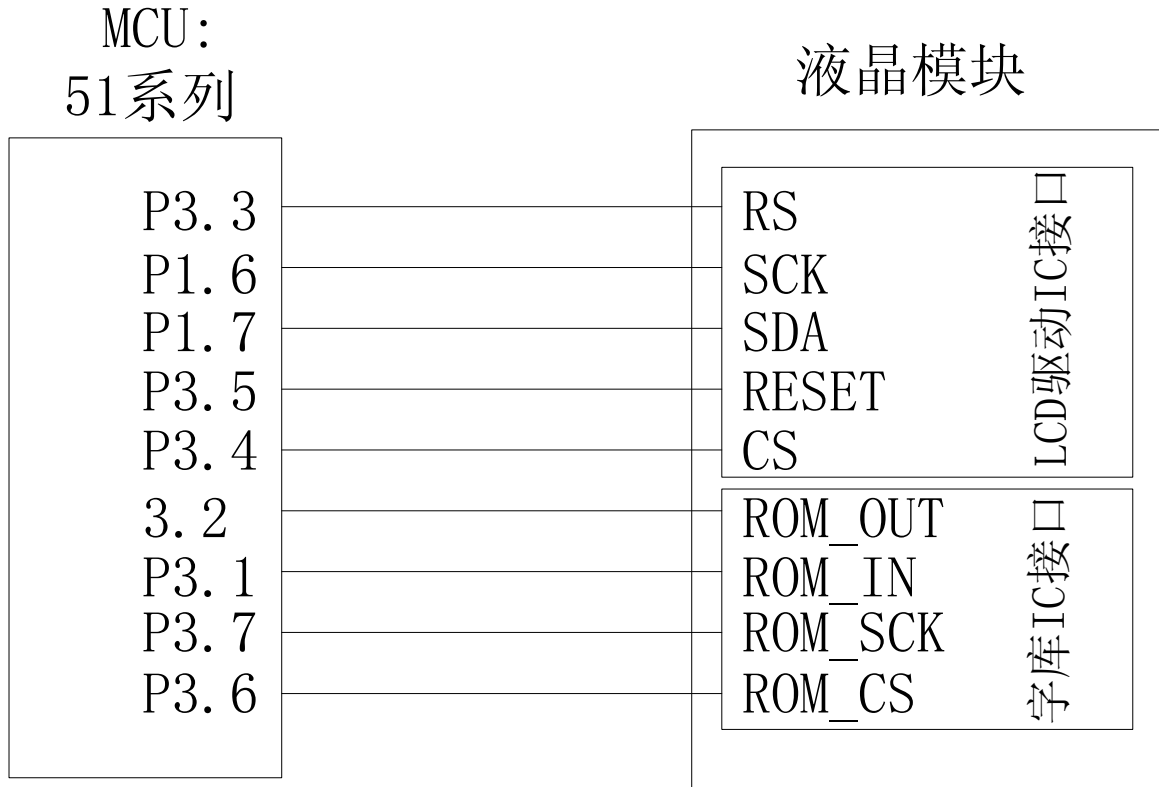 MCU:
51系列
液晶模块
P3.3
RS
P1.6
SCK
P1.7
SDA
P3.5
RESET
P3.4
CS
LCD驱动IC接口
3.2
ROM_OUT
P3.1
ROM_IN
P3.7
ROM_SCK
P3.6
ROM_CS
字库IC接口